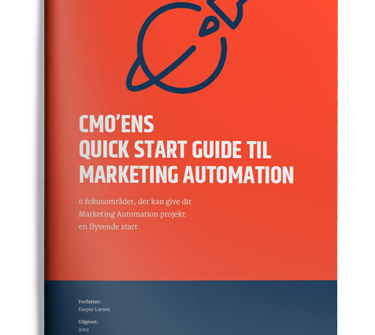 CMO'ENS
QUICK START GUIDE TIL
MARKETING AUTOMATION
6 fokusområder, der kan give dit
Marketing Automation projekt
en flyvende start
Forfatter:
Kasper Larsen
Udgivet:
2019